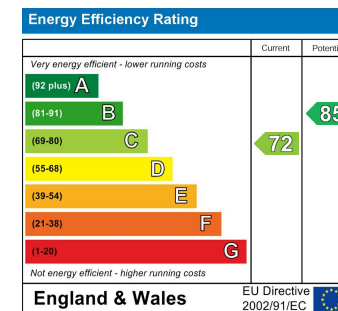 Energy Efficiency Rating
Current Potenti
Very energy efficient - lower running costs
(92 plus) A
(81-91) B
85
(69-80) C
72
(55-68) D
(39-54) E
(21-38) F
(1-20) G
Not energy efficient - higher running costs
England & Wales
EU Directive
2002/91/EC